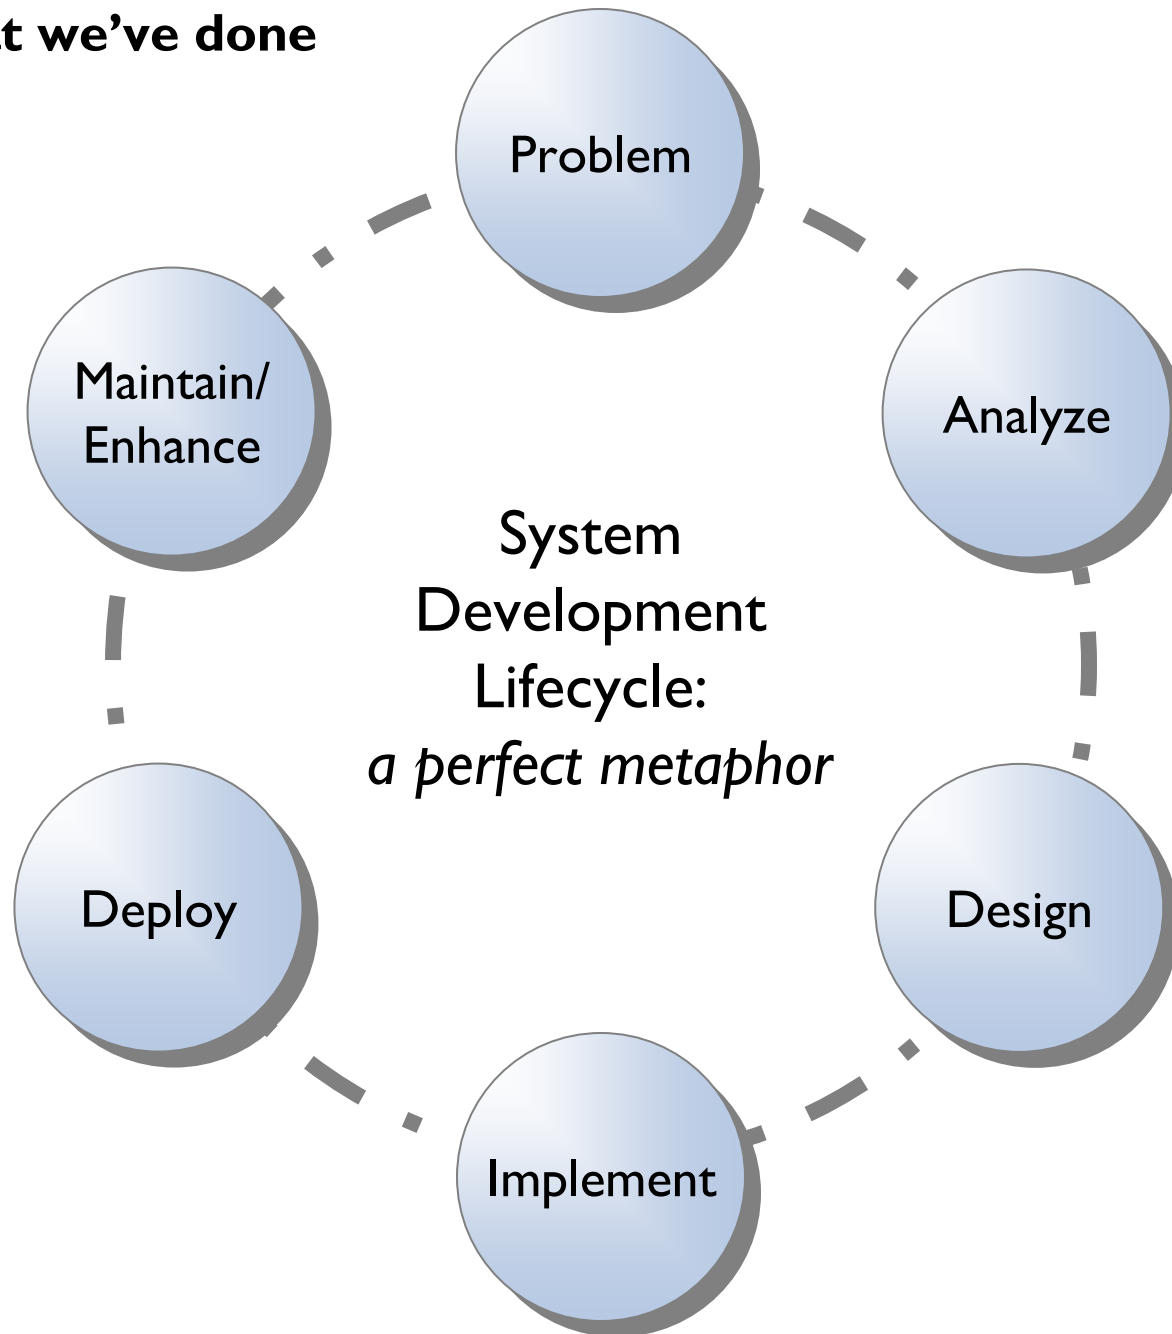 we've done
Problem
Maintain/
Enhance
Analyze
System
Development
Lifecycle:
a perfect metaphor
Deploy
Design
Implement